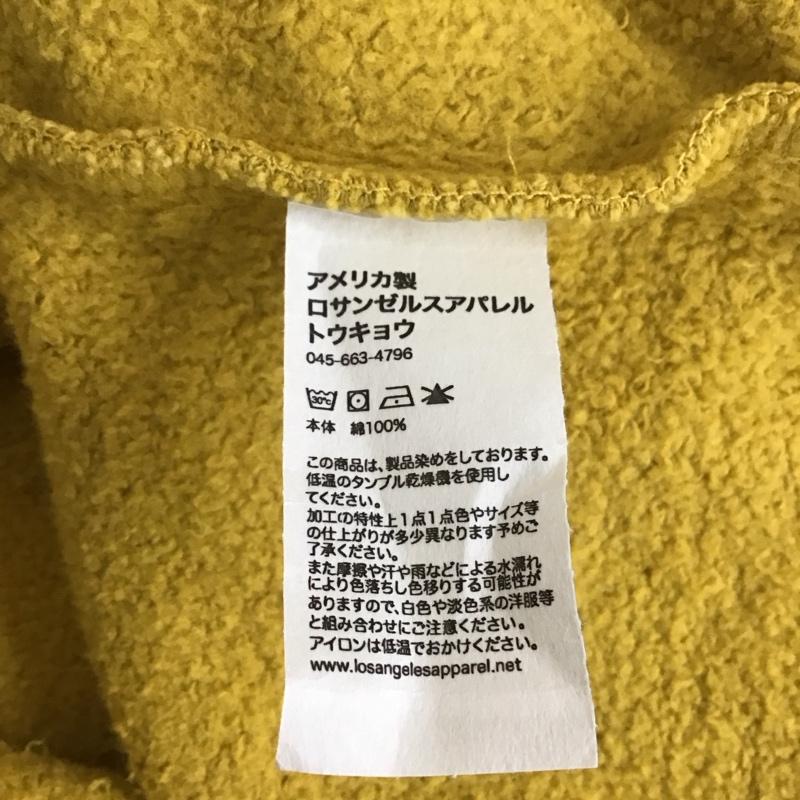 アメリカ製
ロサンゼルスアパレル
トウキョウ
045-663-4796
30℃
本体 綿100%
この商品は、製品染めをしております。
低温のタンブル乾燥機を使用し
てください。
加工の特性上1点1点色やサイズ等
の仕上がりが多少異なります予めご
了承ください。
また摩擦や汗や雨などによる水濡れ
により色落ちし色移りする可能性が
ありますので、白色や淡色系の洋服等
と組み合わせにご注意ください。
アイロンは低温でおかけください。
www.losangelesapparel.net